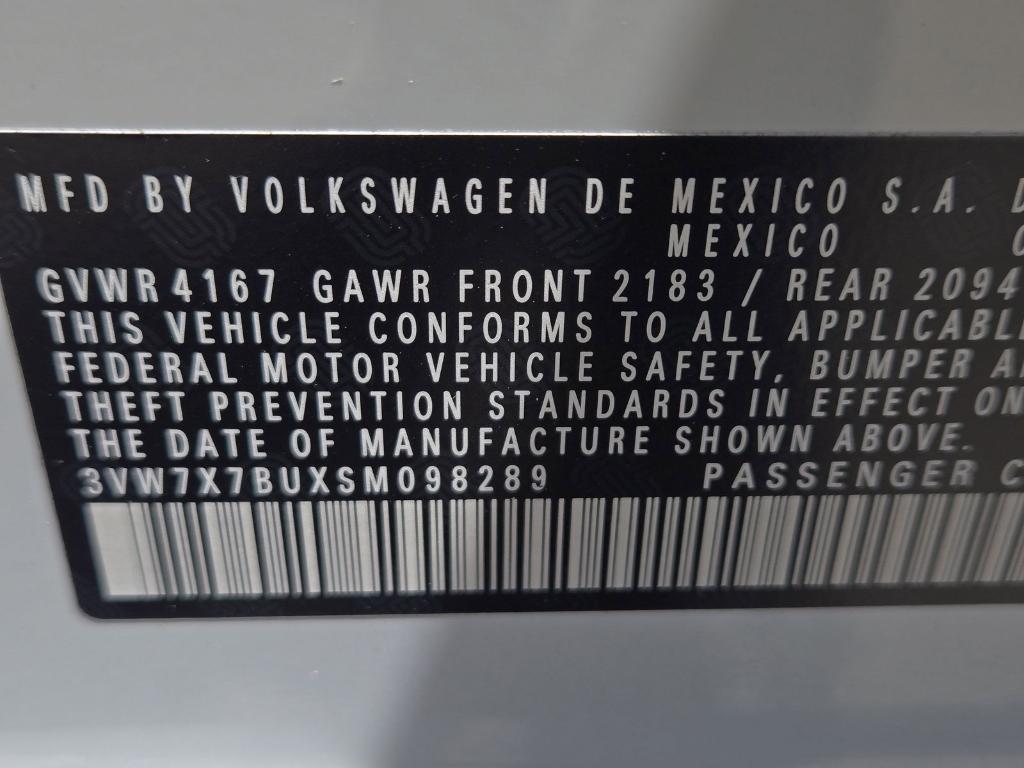 MFD BY VOLKSWAGEN DE MEXICO S.A. D
MEXICO
GVWR 4167 GAWR FRONT 2183 / REAR 2094
THIS VEHICLE CONFORMS TO ALL APPLICABLE
FEDERAL MOTOR VEHICLE SAFETY, BUMPER A
THEFT PREVENTION STANDARDS IN EFFECT ON
THE DATE OF MANUFACTURE SHOWN ABOVE.
3VW7X7BUXSM098289 PASSENGER C